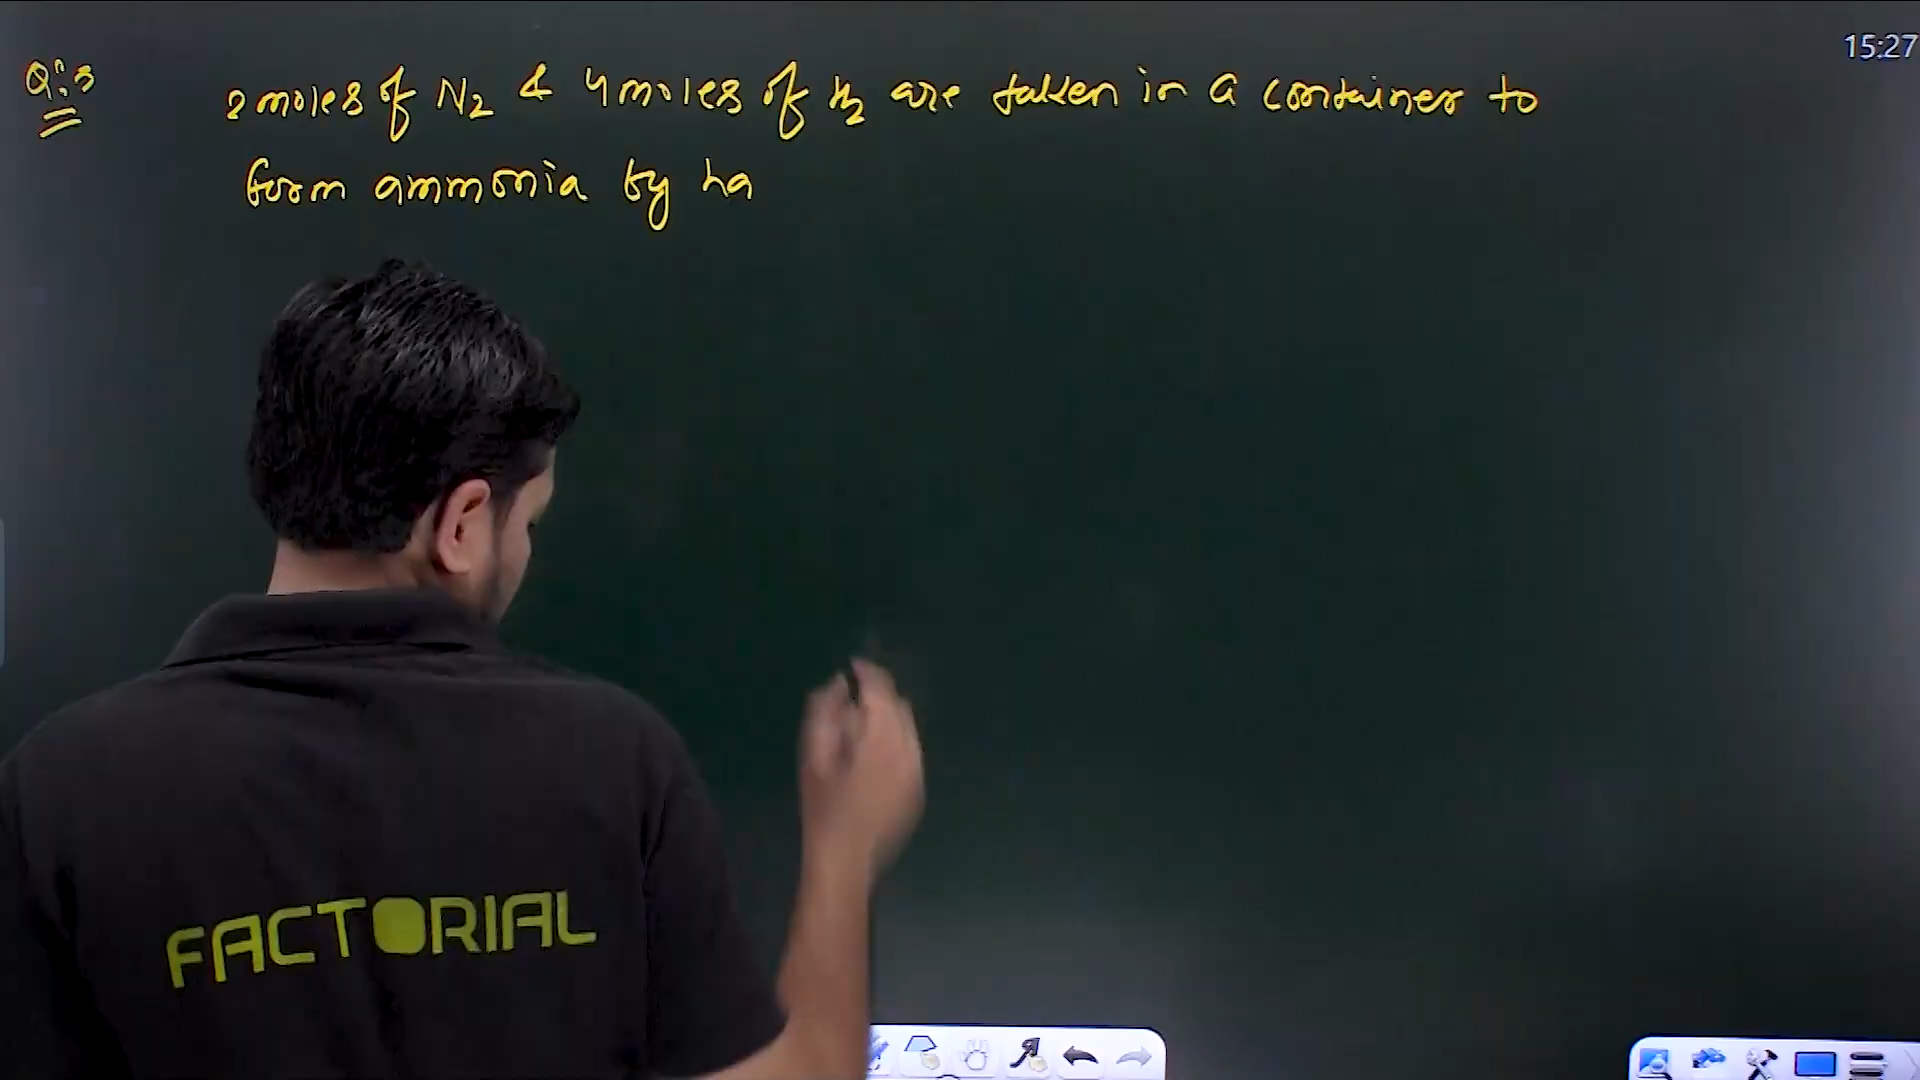 Q:3
2 moles of N2 & 4 moles of H2 are taken in a container to
form ammonia by ha
15:27
FACTORIAL